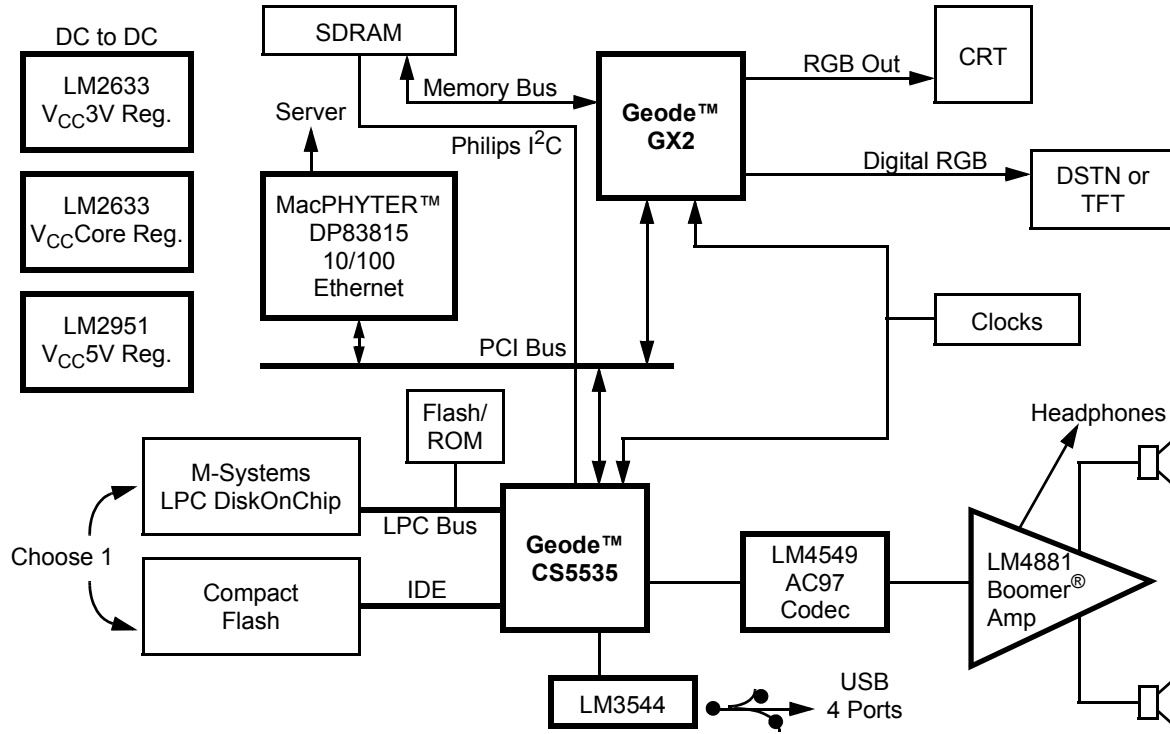 DC to DC
LM2633
VCC3V Reg.
LM2633
VCCCore Reg.
LM2951
VCC5V Reg.
SDRAM
Memory Bus
Server
Philips I2C
MacPHYTER™
DP83815
10/100
Ethernet
Geode™
GX2
RGB Out
CRT
Digital RGB
DSTN or
TFT
Clocks
PCI Bus
Flash/
ROM
M-Systems
LPC DiskOnChip
LPC Bus
Choose 1
Compact
Flash
IDE
Geode™
CS5535
LM4549
AC97
Codec
Headphones
LM4881
Boomer®
Amp
LM3544
USB
4 Ports